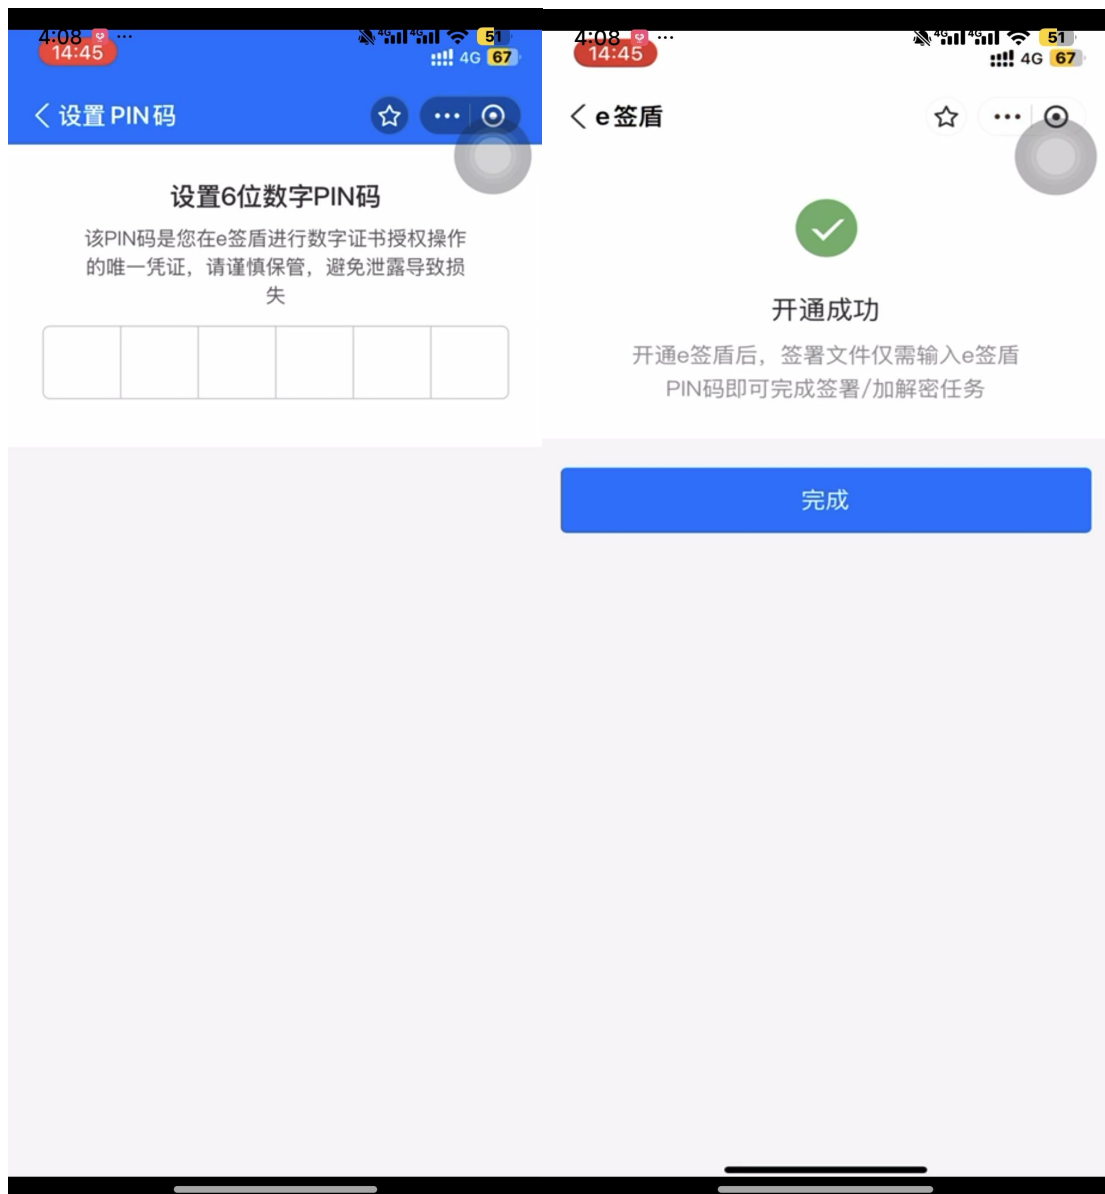 4:08 ... 4G 4G 51
14:45
4G 67
设置 PIN 码
设置6位数字PIN码
该PIN码是您在e签盾进行数字证书授权操作
的唯一凭证，请谨慎保管，避免泄露导致损
失
4:08 ... 4G 4G 51
14:45
4G 67
e签盾
开通成功
开通e签盾后，签署文件仅需输入e签盾
PIN码即可完成签署/加解密任务
完成